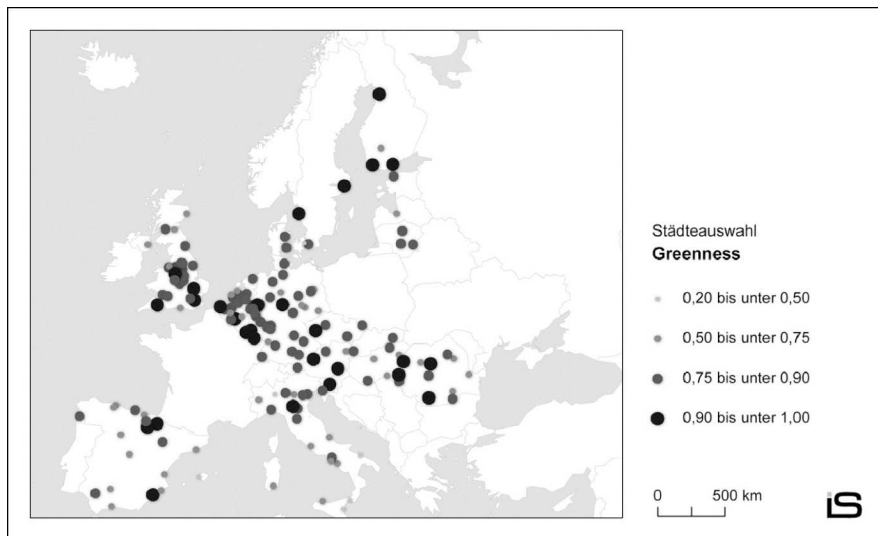 Städteauswahl
Greenness
0,20 bis unter 0,50
0,50 bis unter 0,75
0,75 bis unter 0,90
0,90 bis unter 1,00
0 500 km
iS